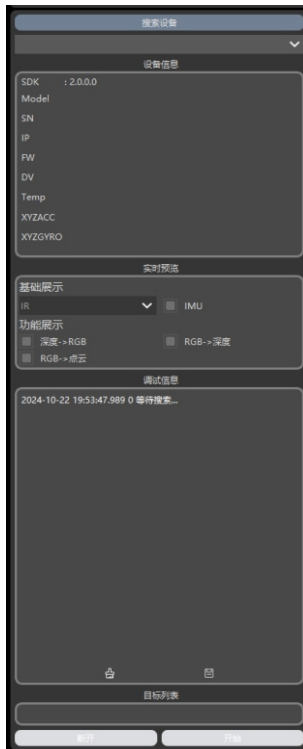 搜索设备
设备信息
SDK : 2.0.0.0
Model
SN
IP
FW
DV
Temp
XYZACC
XYZGYRO
实时预览
基础展示
IR IMU
功能展示
深度->RGB RGB->深度
RGB->点云
调试信息
2024-10-22 19:53:47.989 0 等待搜索...
目标列表
断开 开始